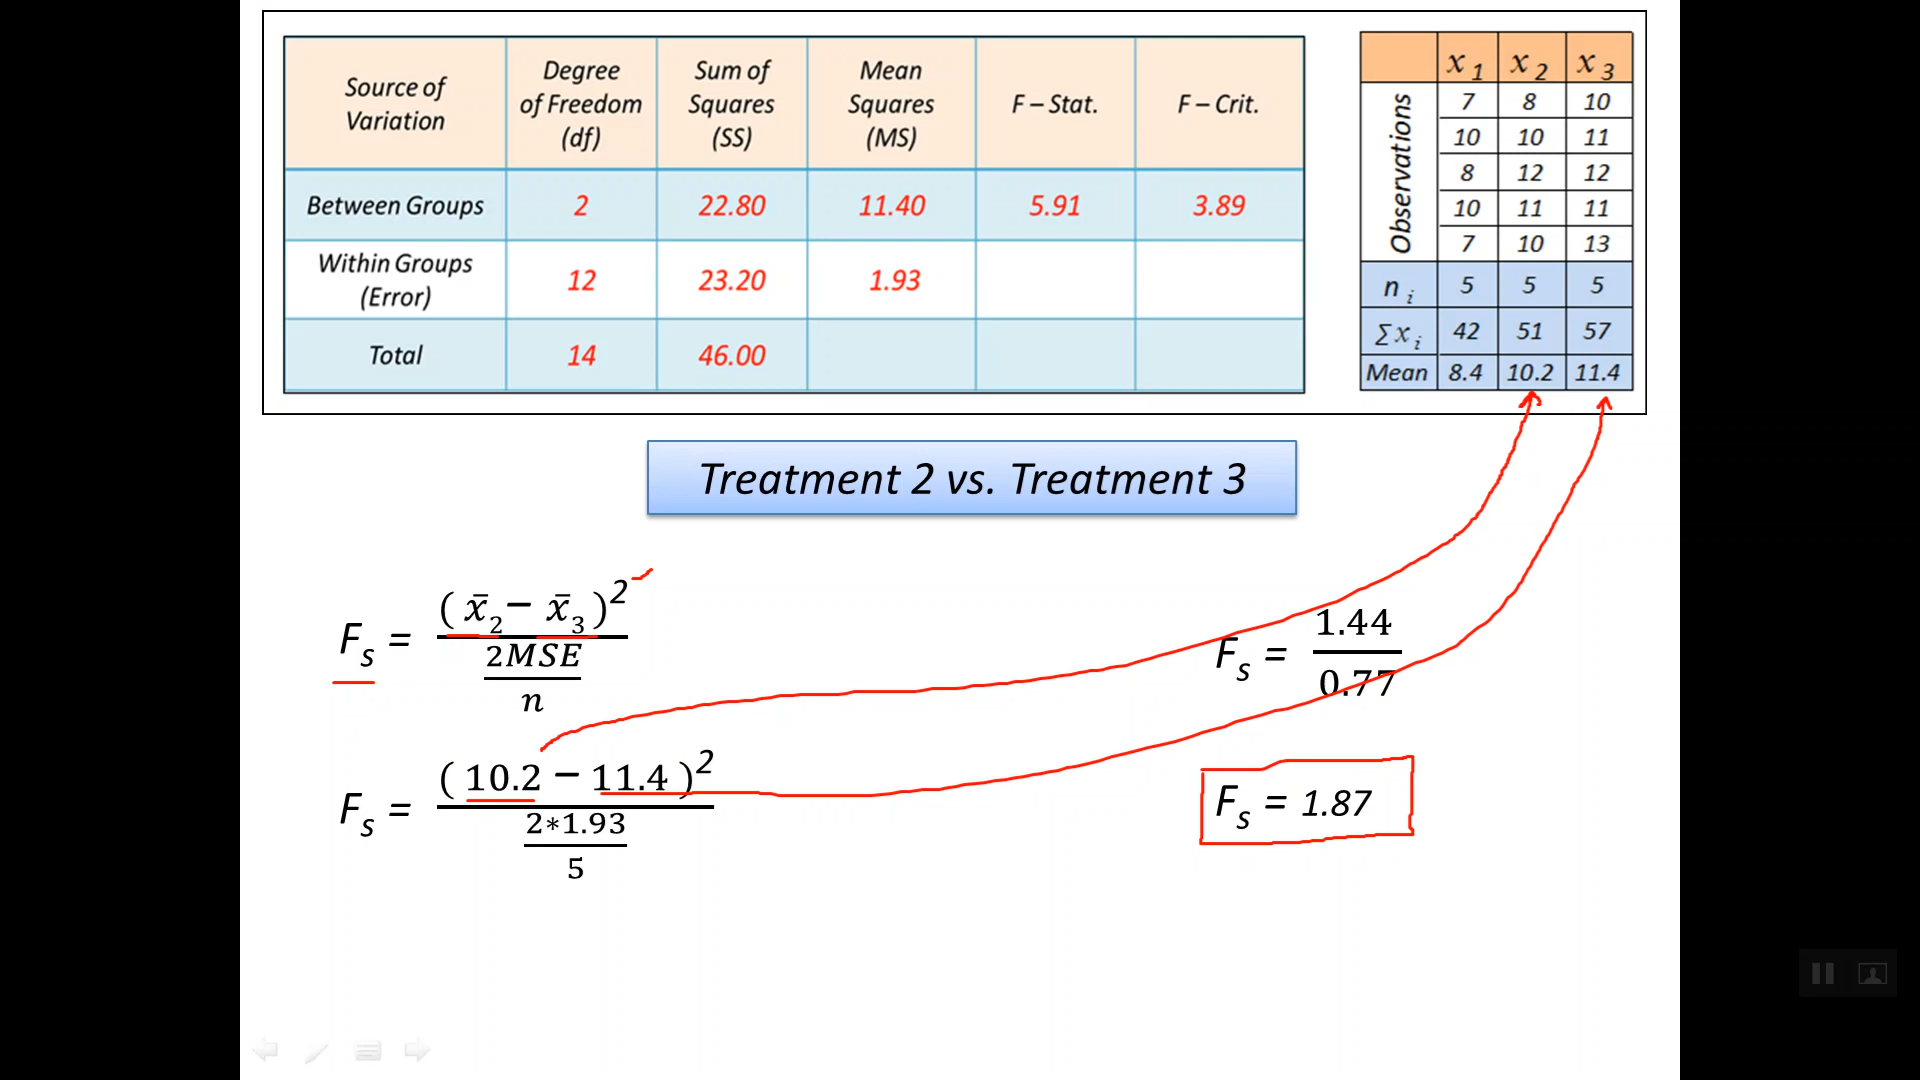 Source of Variation | Degree of Freedom (df) | Sum of Squares (SS) | Mean Squares (MS) | F – Stat. | F – Crit.
Between Groups | 2 | 22.80 | 11.40 | 5.91 | 3.89
Within Groups (Error) | 12 | 23.20 | 1.93
Total | 14 | 46.00
x 1 | x 2 | x 3
Observations
7 | 8 | 10
10 | 10 | 11
8 | 12 | 12
10 | 11 | 11
7 | 10 | 13
n i | 5 | 5 | 5
∑x i | 42 | 51 | 57
Mean | 8.4 | 10.2 | 11.4
Treatment 2 vs. Treatment 3
( x̄2 − x̄3 )2
Fs =
2MSE
n
( 10.2 − 11.4 )2
Fs =
2*1.93
5
1.44
Fs =
0.77
Fs = 1.87